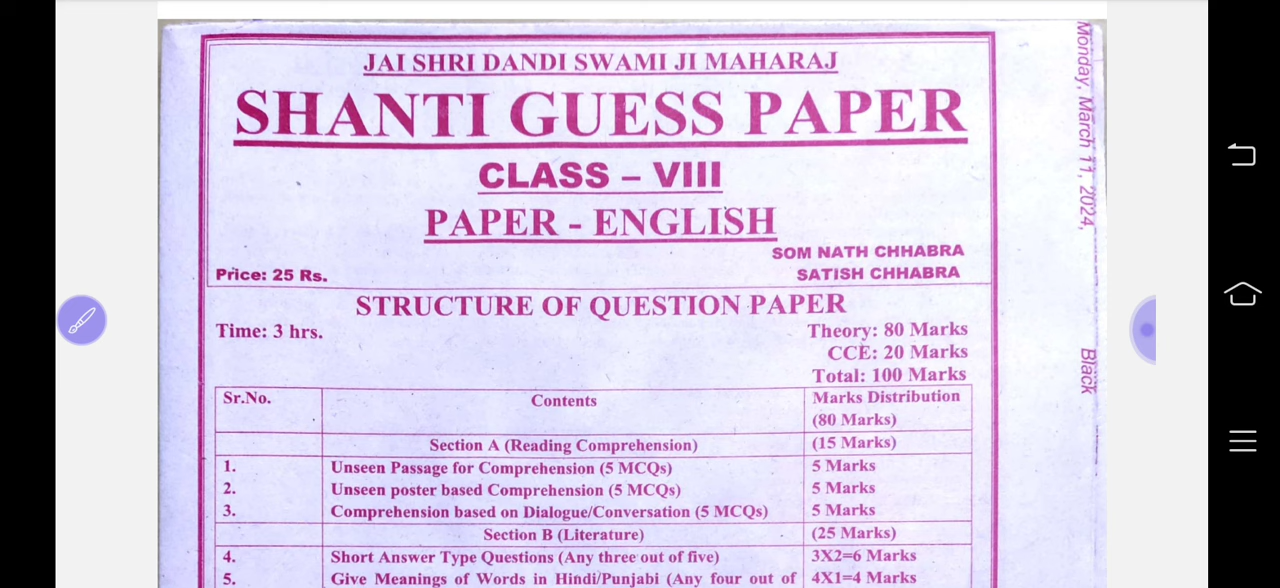 JAI SHRI DANDI SWAMI JI MAHARAJ
SHANTI GUESS PAPER
CLASS – VIII
PAPER - ENGLISH
SOM NATH CHHABRA
Price: 25 Rs. SATISH CHHABRA
STRUCTURE OF QUESTION PAPER
Time: 3 hrs. Theory: 80 Marks
CCE: 20 Marks
Total: 100 Marks
Sr.No. Contents Marks Distribution
(80 Marks)
Section A (Reading Comprehension) (15 Marks)
1. Unseen Passage for Comprehension (5 MCQs) 5 Marks
2. Unseen poster based Comprehension (5 MCQs) 5 Marks
3. Comprehension based on Dialogue/Conversation (5 MCQs) 5 Marks
Section B (Literature) (25 Marks)
4. Short Answer Type Questions (Any three out of five) 3X2=6 Marks
5. Give Meanings of Words in Hindi/Punjabi (Any four out of 4X1=4 Marks
Monday, March 11, 2024,
Black